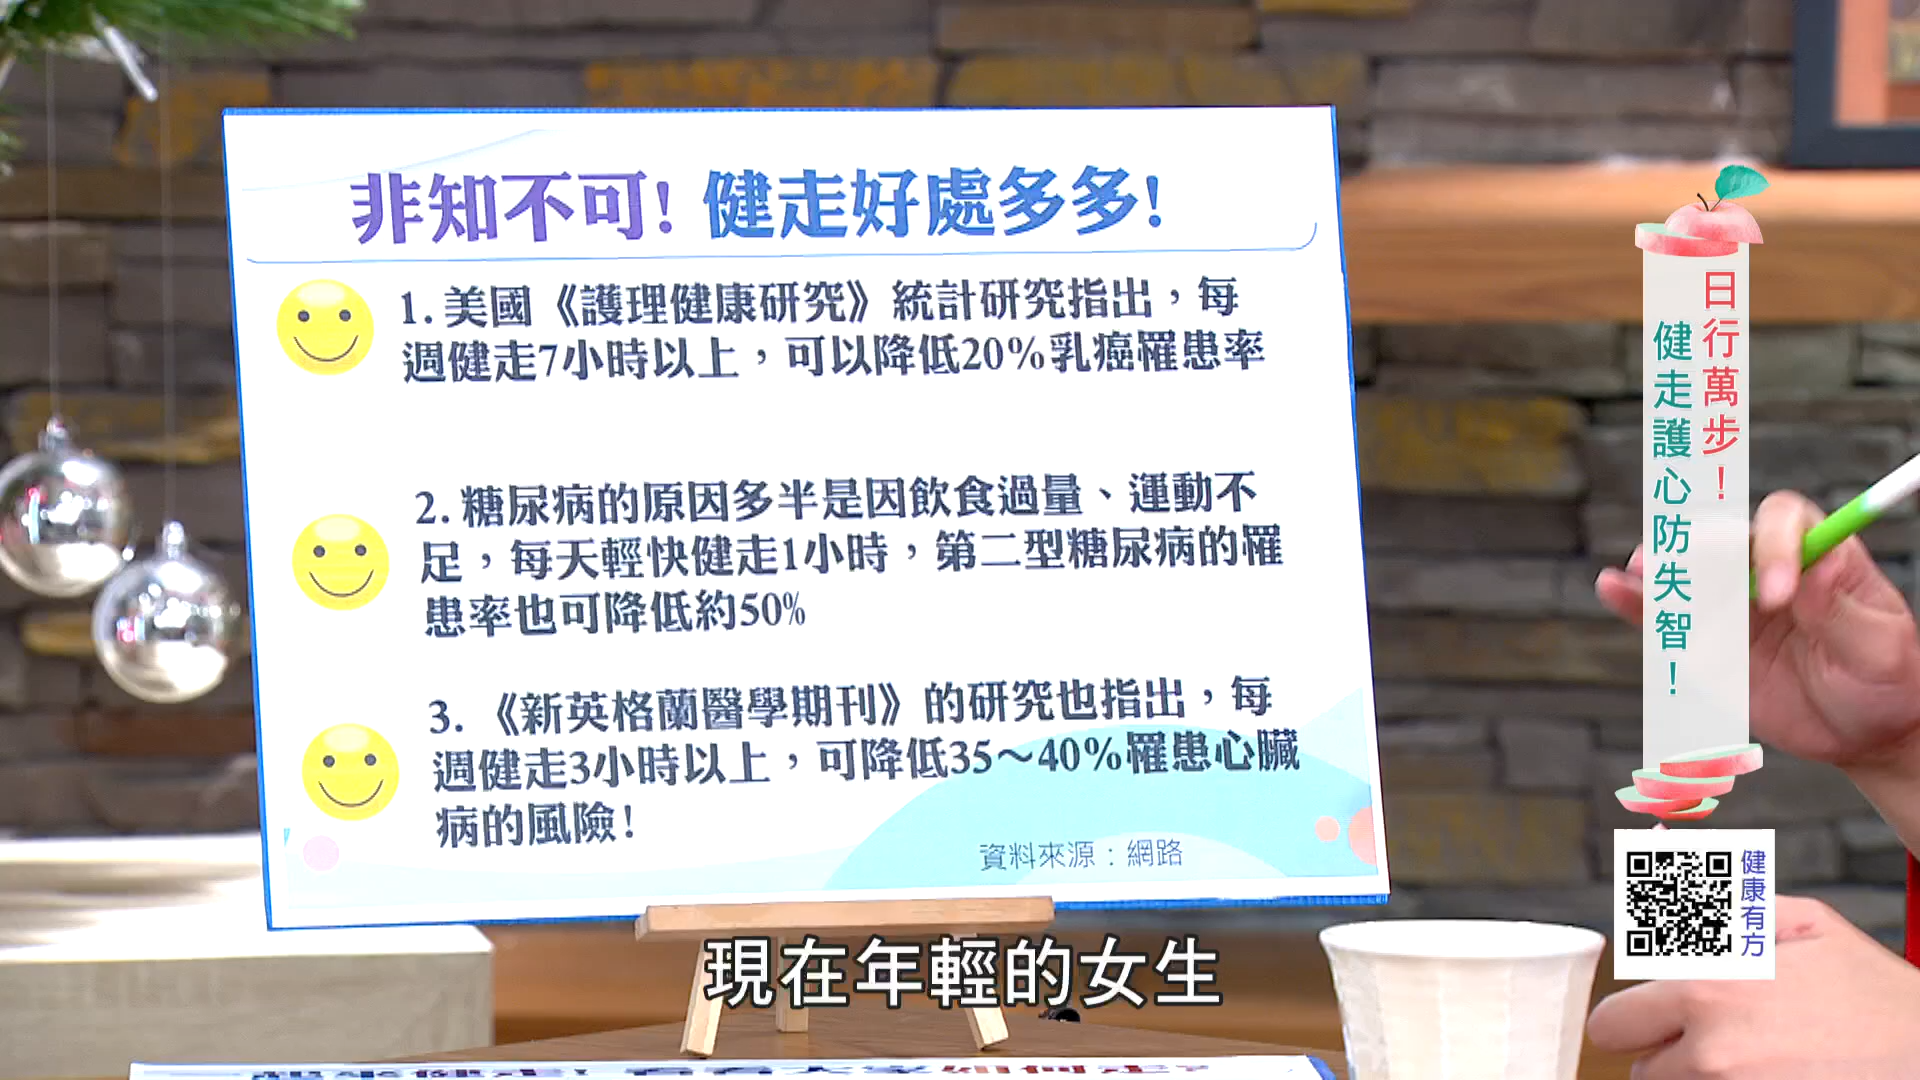 非知不可! 健走好處多多!
1. 美國《護理健康研究》統計研究指出，每
週健走7小時以上，可以降低20%乳癌罹患率
2. 糖尿病的原因多半是因飲食過量、運動不
足，每天輕快健走1小時，第二型糖尿病的罹
患率也可降低約50%
3. 《新英格蘭醫學期刊》的研究也指出，每
週健走3小時以上，可降低35～40%罹患心臟
病的風險!
資料來源：網路
日行萬步！
健走護心防失智！
健康有方
現在年輕的女生